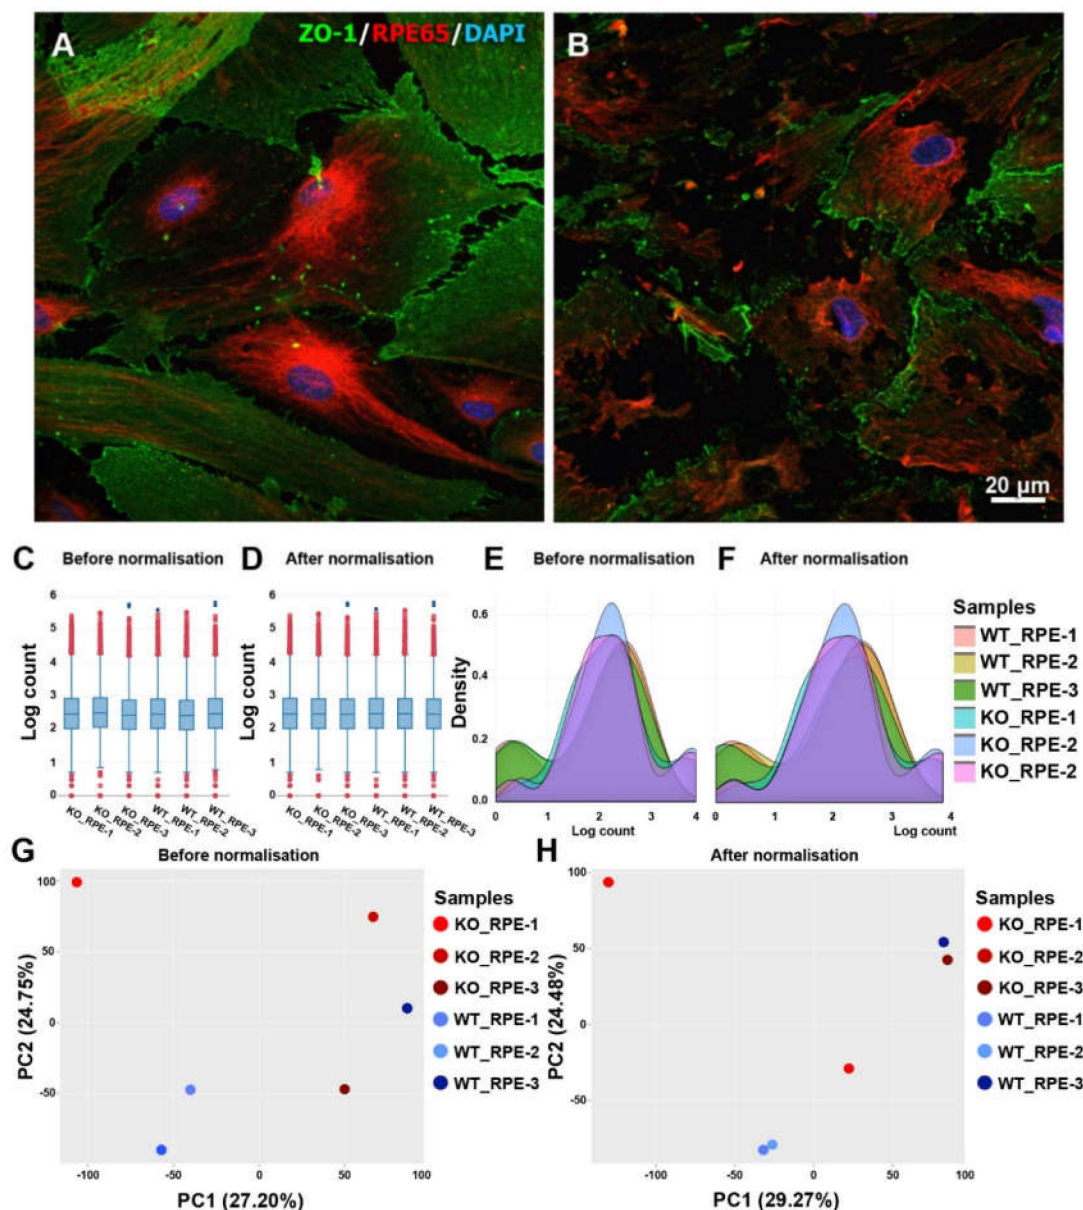 A
ZO-1/RPE65/DAPI
B
20 µm
C
Before normalisation
D
After normalisation
E
Before normalisation
F
After normalisation
Log count
6
5
4
3
2
1
0
KO_RPE-1
KO_RPE-2
KO_RPE-3
WT_RPE-1
WT_RPE-2
WT_RPE-3
Log count
6
5
4
3
2
1
0
KO_RPE-1
KO_RPE-2
KO_RPE-3
WT_RPE-1
WT_RPE-2
WT_RPE-3
Density
0.6
0.4
0.2
0.0
0 1 2 3 4
Log count
0 1 2 3 4
Log count
Samples
WT_RPE-1
WT_RPE-2
WT_RPE-3
KO_RPE-1
KO_RPE-2
KO_RPE-2
G
Before normalisation
PC2 (24.75%)
100
50
0
-50
-100 -50 0 50 100
PC1 (27.20%)
Samples
KO_RPE-1
KO_RPE-2
KO_RPE-3
WT_RPE-1
WT_RPE-2
WT_RPE-3
H
After normalisation
PC2 (24.48%)
100
50
0
-50
-100 -50 0 50 100
PC1 (29.27%)
Samples
KO_RPE-1
KO_RPE-2
KO_RPE-3
WT_RPE-1
WT_RPE-2
WT_RPE-3